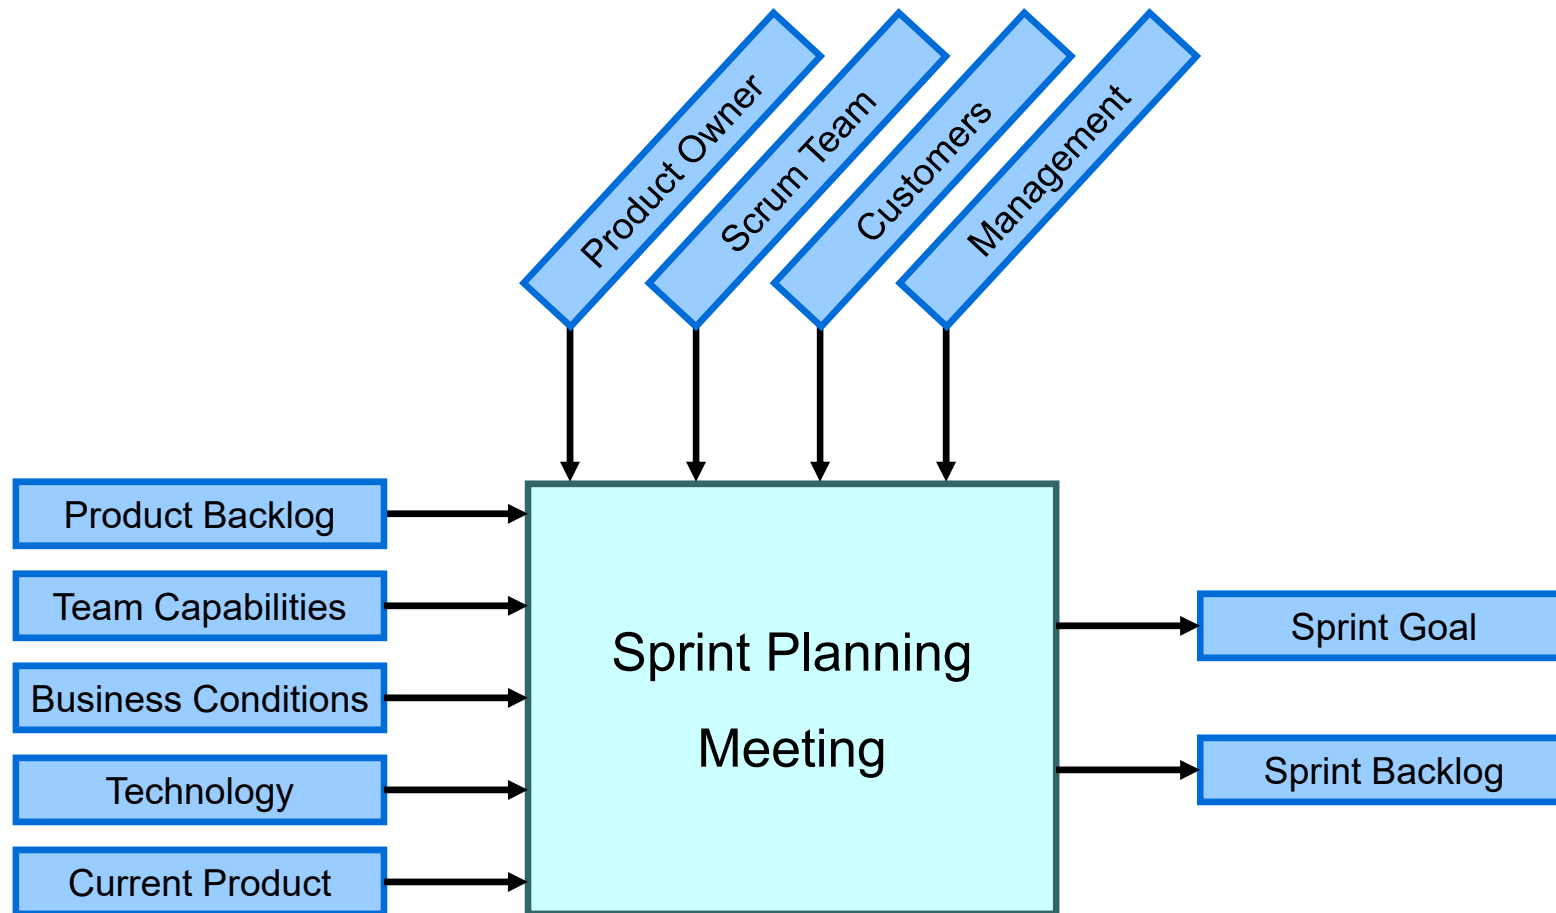 Product Owner
Scrum Team
Customers
Management
Product Backlog
Team Capabilities
Business Conditions
Technology
Current Product
Sprint Planning
Meeting
Sprint Goal
Sprint Backlog